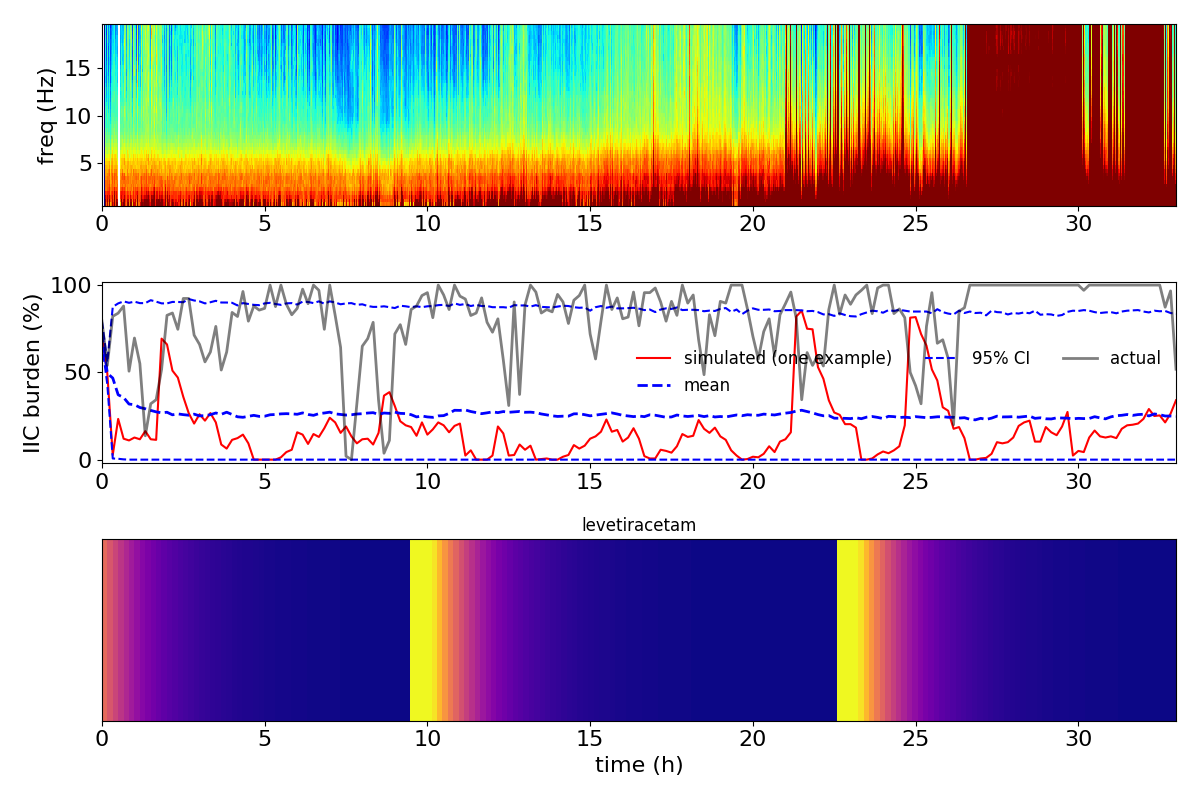 freq (Hz)
15
10
5
0 5 10 15 20 25 30
IIC burden (%)
100
50
0
simulated (one example) 95% CI actual
mean
0 5 10 15 20 25 30
levetiracetam
0 5 10 15 20 25 30
time (h)